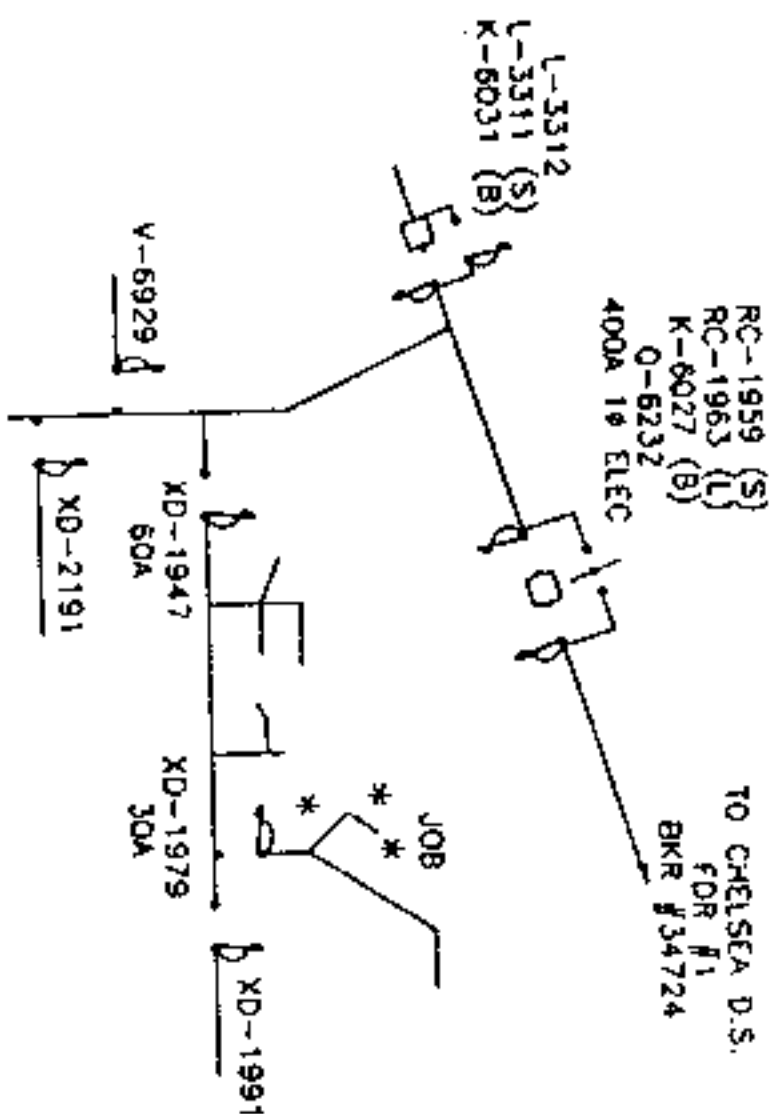 L-3312
L-3311 (S)
K-6031 (B)
RC-1959 (S)
RC-1963 (L)
K-6027 (B)
O-6232
400A 1φ ELEC
TO CHELSEA D.S.
FOR #1
BKR #34724
V-6929
XD-2191
XD-1947
60A
XD-1979
30A
JOB
* * *
XD-1991